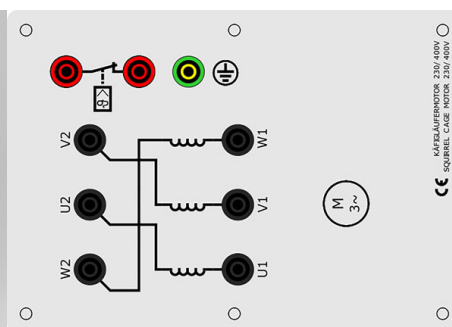 V2
W1
U2
V1
W2
U1
M
3~
KÄFIGLÄUFERMOTOR 230/400V
SQUIRREL CAGE MOTOR 230/400V
CE